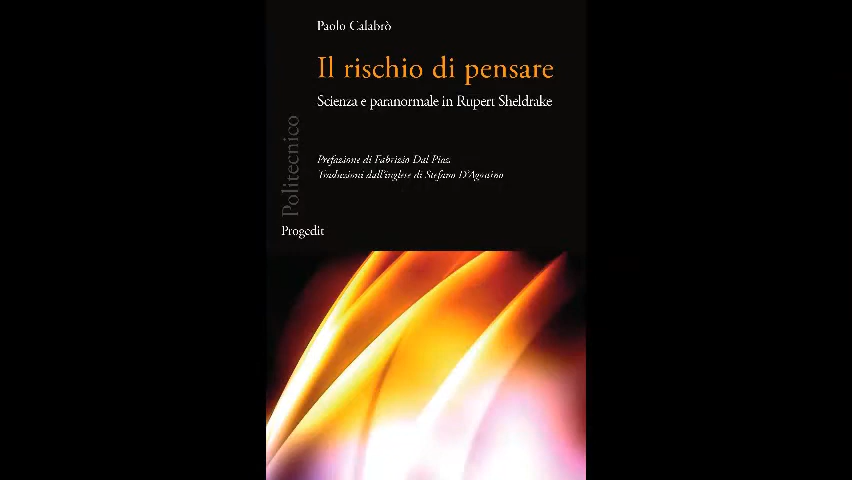 Paolo Calabrò
Il rischio di pensare
Scienza e paranormale in Rupert Sheldrake
Prefazione di Fabrizio Dal Piaz
Traduzioni dall'inglese di Stefano D'Agostino
Politecnico
Progedit